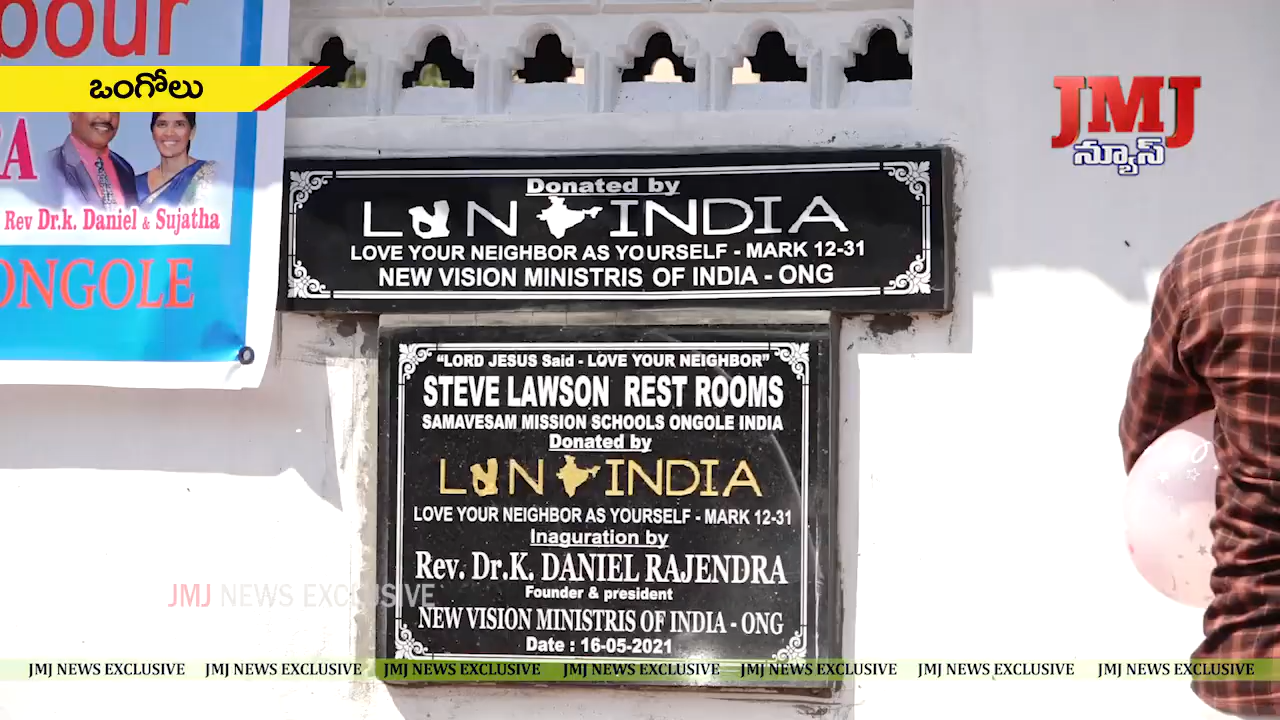 bour
ఒంగోలు
RA
Rev Dr.k. Daniel & Sujatha
ONGOLE
JMJ
న్యూస్
Donated by
LYN INDIA
LOVE YOUR NEIGHBOR AS YOURSELF - MARK 12-31
NEW VISION MINISTRIS OF INDIA - ONG
“LORD JESUS Said - LOVE YOUR NEIGHBOR”
STEVE LAWSON REST ROOMS
SAMAVESAM MISSION SCHOOLS ONGOLE INDIA
Donated by
LYN INDIA
LOVE YOUR NEIGHBOR AS YOURSELF - MARK 12-31
Inaguration by
Rev. Dr.K. DANIEL RAJENDRA
Founder & president
NEW VISION MINISTRIS OF INDIA - ONG
Date : 16-05-2021
JMJ NEWS EXCLUSIVE
JMJ NEWS EXCLUSIVE JMJ NEWS EXCLUSIVE JMJ NEWS EXCLUSIVE JMJ NEWS EXCLUSIVE JMJ NEWS EXCLUSIVE JMJ NEWS EXCLUSIVE JMJ NEWS EXCLUSIVE